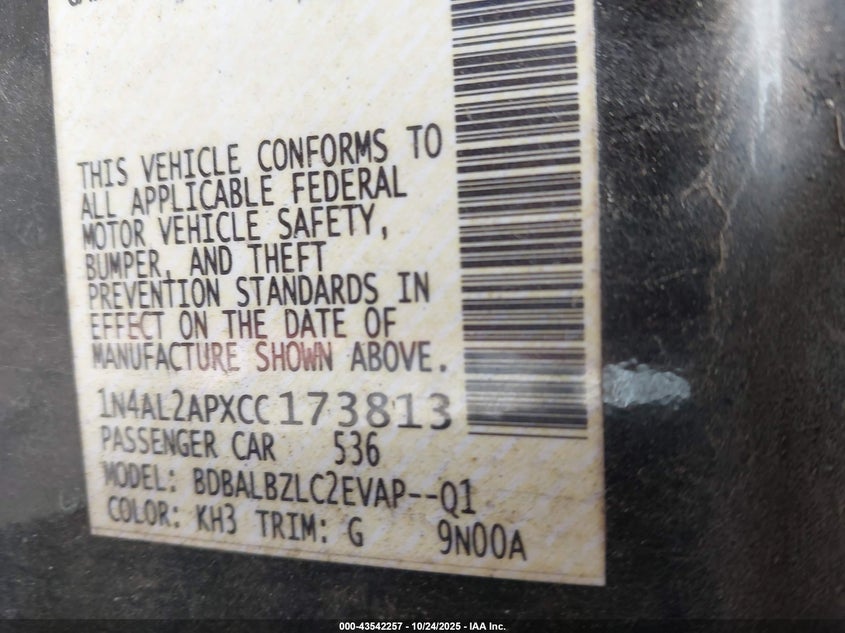 THIS VEHICLE CONFORMS TO
ALL APPLICABLE FEDERAL
MOTOR VEHICLE SAFETY,
BUMPER, AND THEFT
PREVENTION STANDARDS IN
EFFECT ON THE DATE OF
MANUFACTURE SHOWN ABOVE.
1N4AL2APXCC173813
PASSENGER CAR 536
MODEL: BDBALBZLC2EVAP--Q1
COLOR: KH3 TRIM: G 9N00A
000-43542257 - 10/24/2025 - IAA Inc.